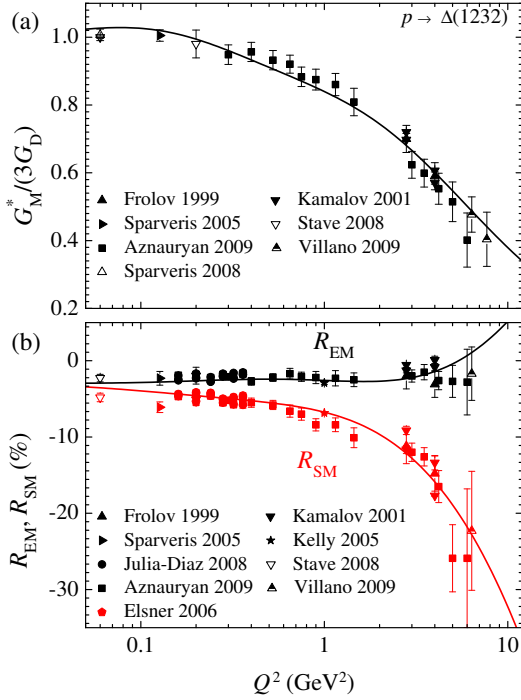 (a)
p → Δ(1232)
1.0
0.8
0.6
0.4
0.2
G*M/(3GD)
Frolov 1999
Sparveris 2005
Aznauryan 2009
Sparveris 2008
Kamalov 2001
Stave 2008
Villano 2009
(b)
0
-10
-20
-30
REM, RSM (%)
REM
RSM
Frolov 1999
Sparveris 2005
Julia-Diaz 2008
Aznauryan 2009
Elsner 2006
Kamalov 2001
Kelly 2005
Stave 2008
Villano 2009
0.1
1
10
Q² (GeV²)